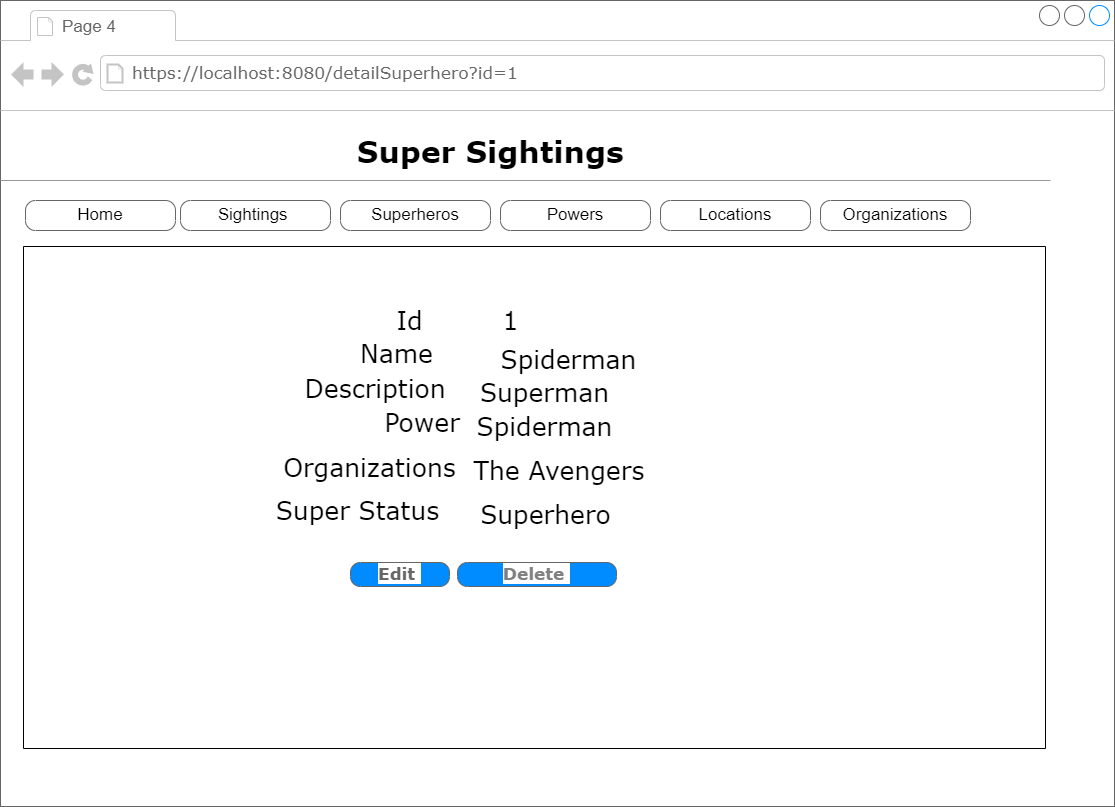 Page 4
https://localhost:8080/detailSuperhero?id=1
Super Sightings
Home Sightings Superheros Powers Locations Organizations
Id 1
Name Spiderman
Description Superman
Power Spiderman
Organizations The Avengers
Super Status Superhero
Edit Delete